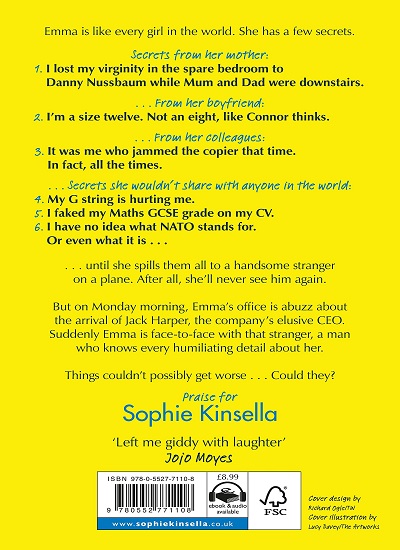 Emma is like every girl in the world. She has a few secrets.
Secrets from her mother:
1. I lost my virginity in the spare bedroom to
Danny Nussbaum while Mum and Dad were downstairs.
. . . From her boyfriend:
2. I'm a size twelve. Not an eight, like Connor thinks.
. . . From her colleagues:
3. It was me who jammed the copier that time.
In fact, all the times.
. . . Secrets she wouldn't share with anyone in the world:
4. My G string is hurting me.
5. I faked my Maths GCSE grade on my CV.
6. I have no idea what NATO stands for.
Or even what it is . . .
. . . until she spills them all to a handsome stranger
on a plane. After all, she'll never see him again.
But on Monday morning, Emma's office is abuzz about
the arrival of Jack Harper, the company's elusive CEO.
Suddenly Emma is face-to-face with that stranger, a man
who knows every humiliating detail about her.
Things couldn't possibly get worse . . . Could they?
Praise for
Sophie Kinsella
'Left me giddy with laughter'
Jojo Moyes
ISBN 978-0-5527-7110-8
9 780552 771108
www.sophiekinsella.co.uk
£8.99
ebook & audio
available
FSC
Cover design by
Richard Ogle/TW
Cover illustration by
Lucy Davey/The Artworks